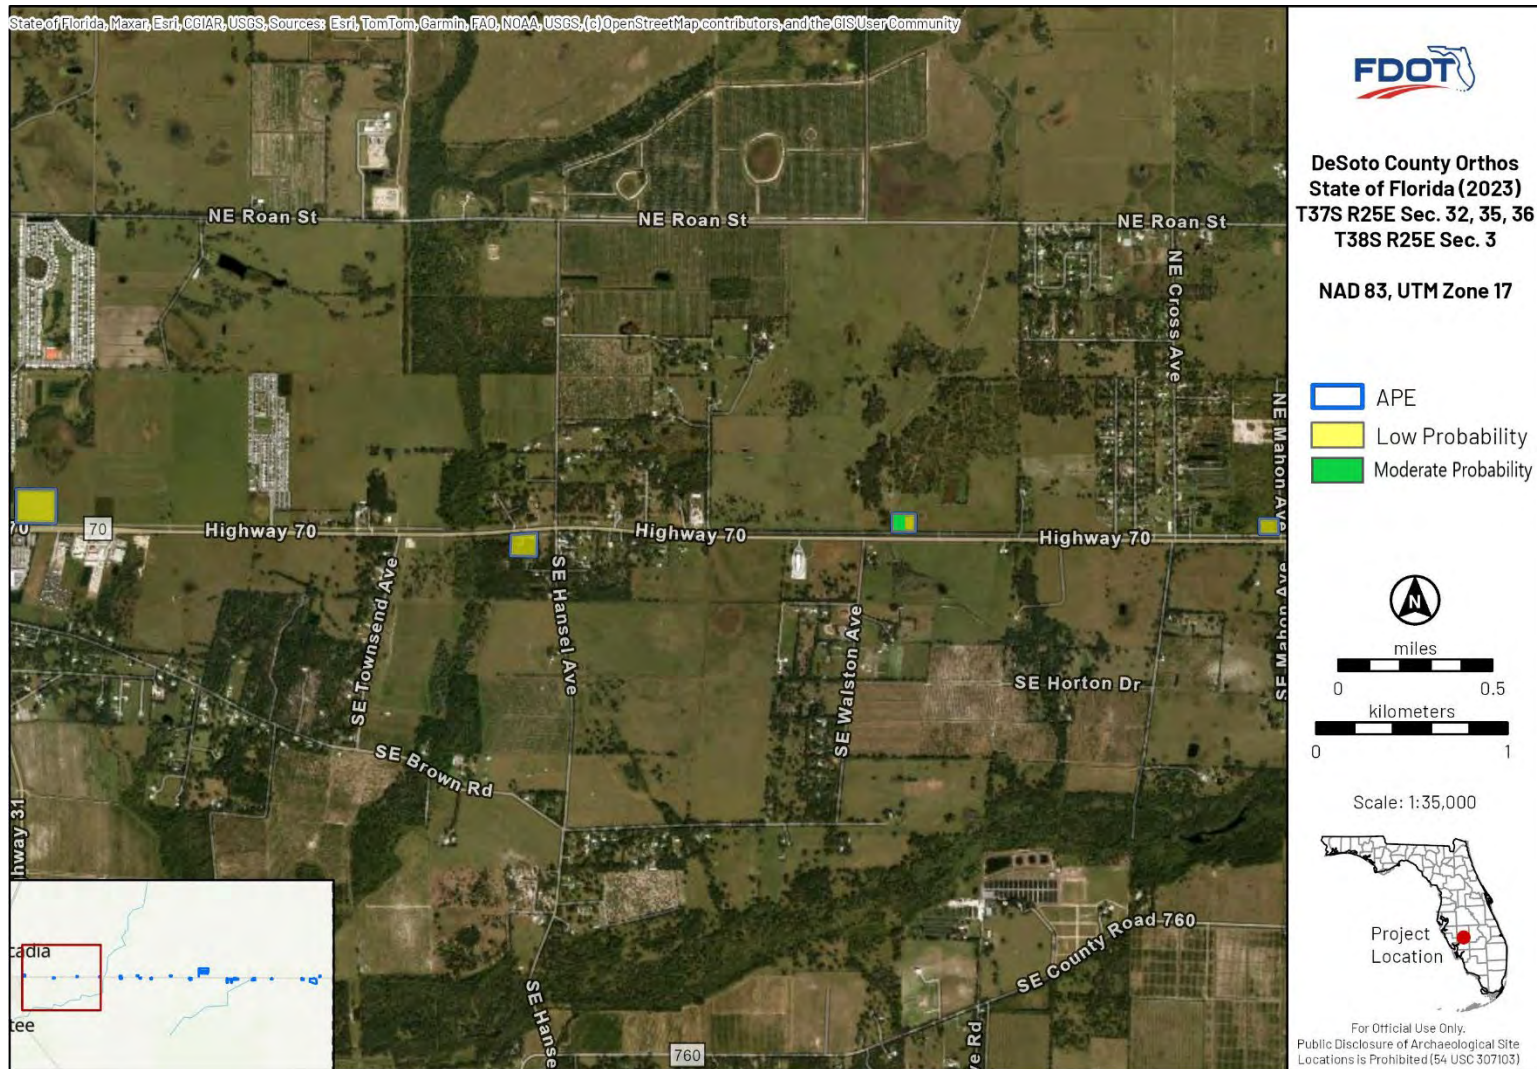 State of Florida, Maxar, Esri, CGIAR, USGS, Sources: Esri, TomTom, Garmin, FAO, NOAA, USGS, (c) OpenStreetMap contributors, and the GIS User Community
FDOT
DeSoto County Orthos
State of Florida (2023)
T37S R25E Sec. 32, 35, 36
T38S R25E Sec. 3
NAD 83, UTM Zone 17
APE
Low Probability
Moderate Probability
N
miles
0 0.5
kilometers
0 1
Scale: 1:35,000
Project
Location
For Official Use Only.
Public Disclosure of Archaeological Site
Locations is Prohibited (54 USC 307103)
NE Roan St
NE Roan St
NE Roan St
NE Cross Ave
NE Mahon Ave
70
70
Highway 70
Highway 70
Highway 70
SE Townsend Ave
SE Hansel Ave
SE Walston Ave
SE Mahon Ave
SE Horton Dr
SE Brown Rd
hway 31
SE County Road 760
SE Hanse
760
ve Rd
cadia
tee